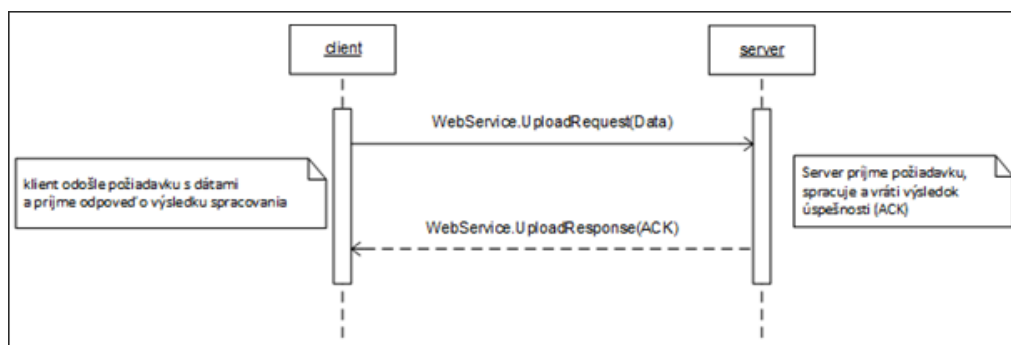 client
server
WebService.UploadRequest(Data)
klient odošle požiadavku s dátami
a prijme odpoveď o výsledku spracovania
Server prijme požiadavku,
spracuje a vráti výsledok
úspešnosti (ACK)
WebService.UploadResponse(ACK)